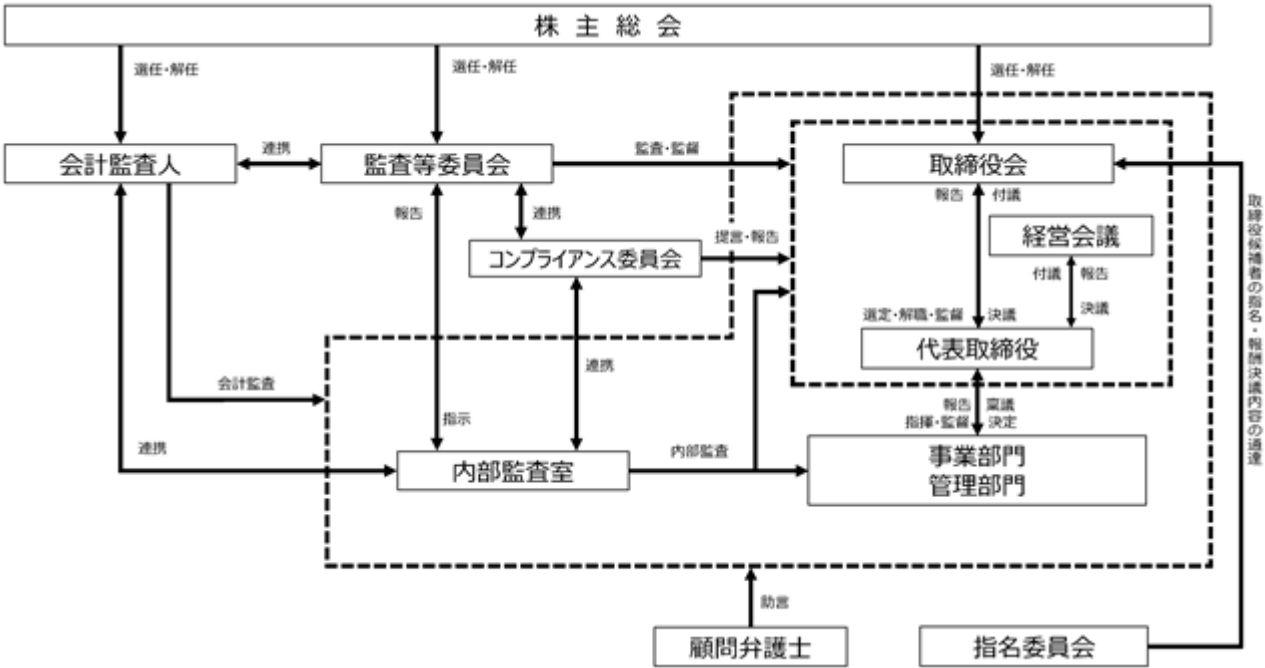 株主総会
選任・解任
選任・解任
選任・解任
会計監査人
連携
監査等委員会
監査・監督
取締役会
報告
連携
報告 付議
コンプライアンス委員会
提言・報告
経営会議
付議 報告
決議
選定・解職・監督 決議
代表取締役
会計監査
連携
報告 稟議
指揮・監督 決定
指示
連携
内部監査室
内部監査
事業部門
管理部門
取締役候補者の指名・報酬決議内容の通達
助言
顧問弁護士
指名委員会